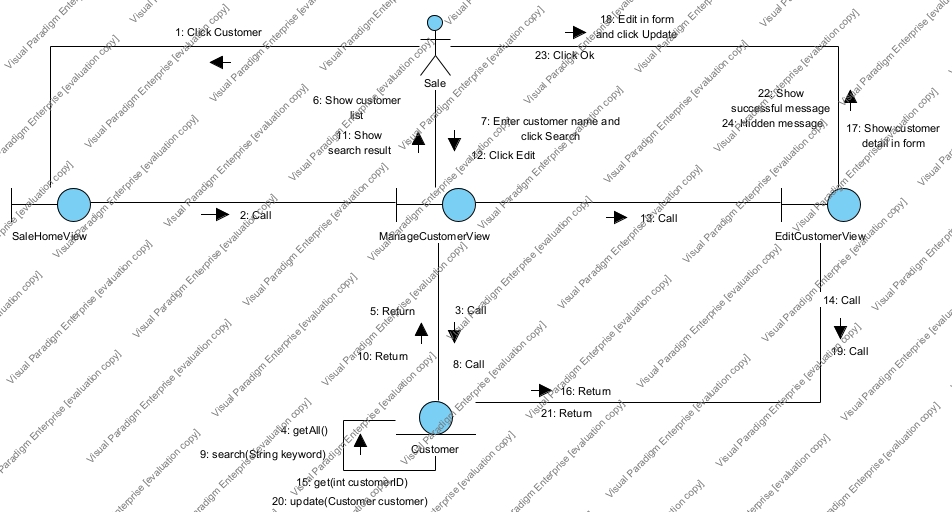 18: Edit in form
and click Update
1: Click Customer
23: Click Ok
Sale
6: Show customer
list
11: Show
search result
7: Enter customer name and
click Search
12: Click Edit
22: Show
successful message
24: Hidden message
17: Show customer
detail in form
2: Call
13: Call
SaleHomeView
ManageCustomerView
EditCustomerView
5: Return
3: Call
14: Call
10: Return
8: Call
19: Call
16: Return
21: Return
4: getAll()
9: search(String keyword)
Customer
15: get(int customerID)
20: update(Customer customer)
Visual Paradigm Enterprise [evaluation copy]